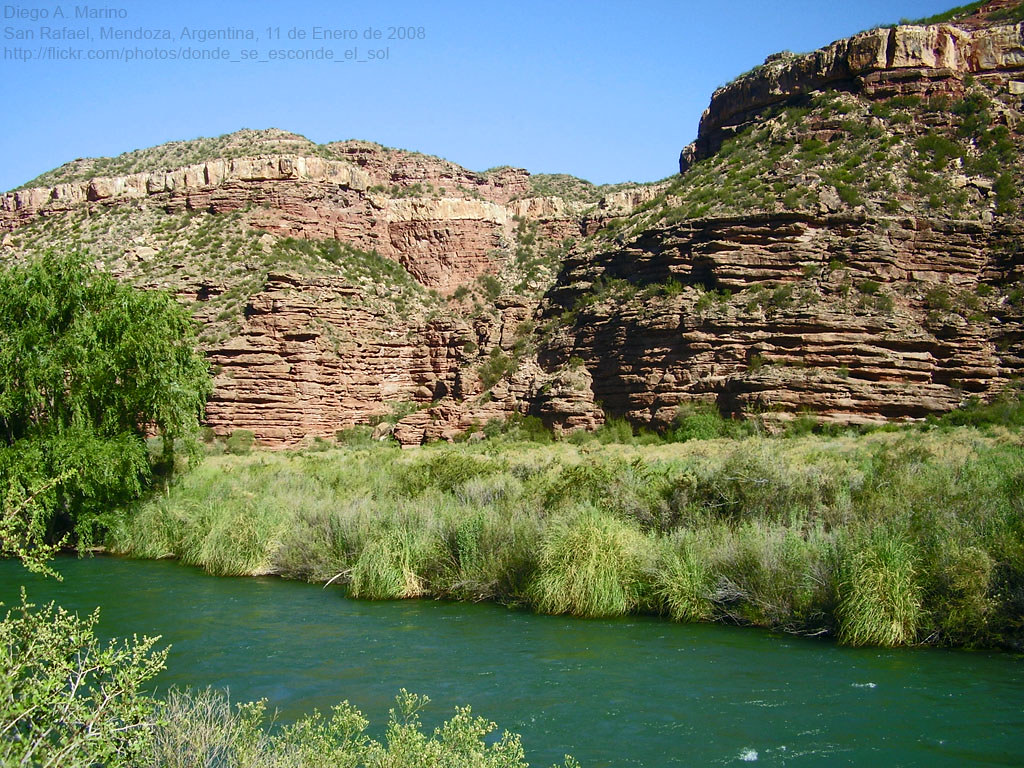 Diego A. Marino
San Rafael, Mendoza, Argentina, 11 de Enero de 2008
http://flickr.com/photos/donde_se_esconde_el_sol